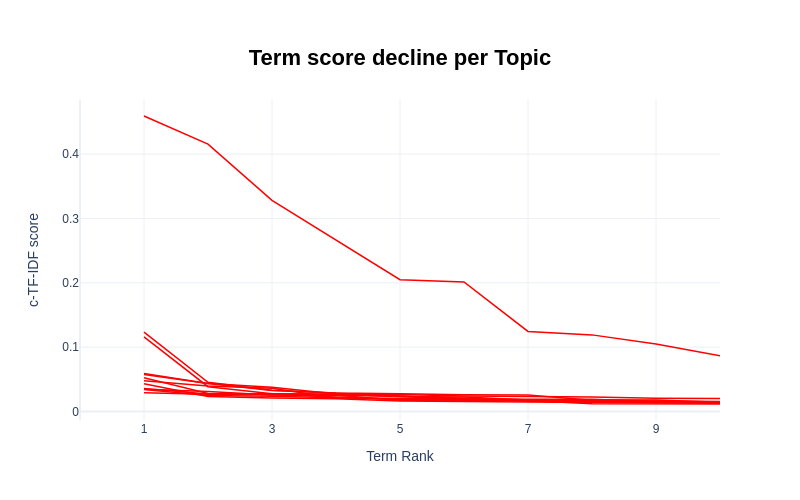 Term score decline per Topic
c-TF-IDF score
0.4
0.3
0.2
0.1
0
1 3 5 7 9
Term Rank